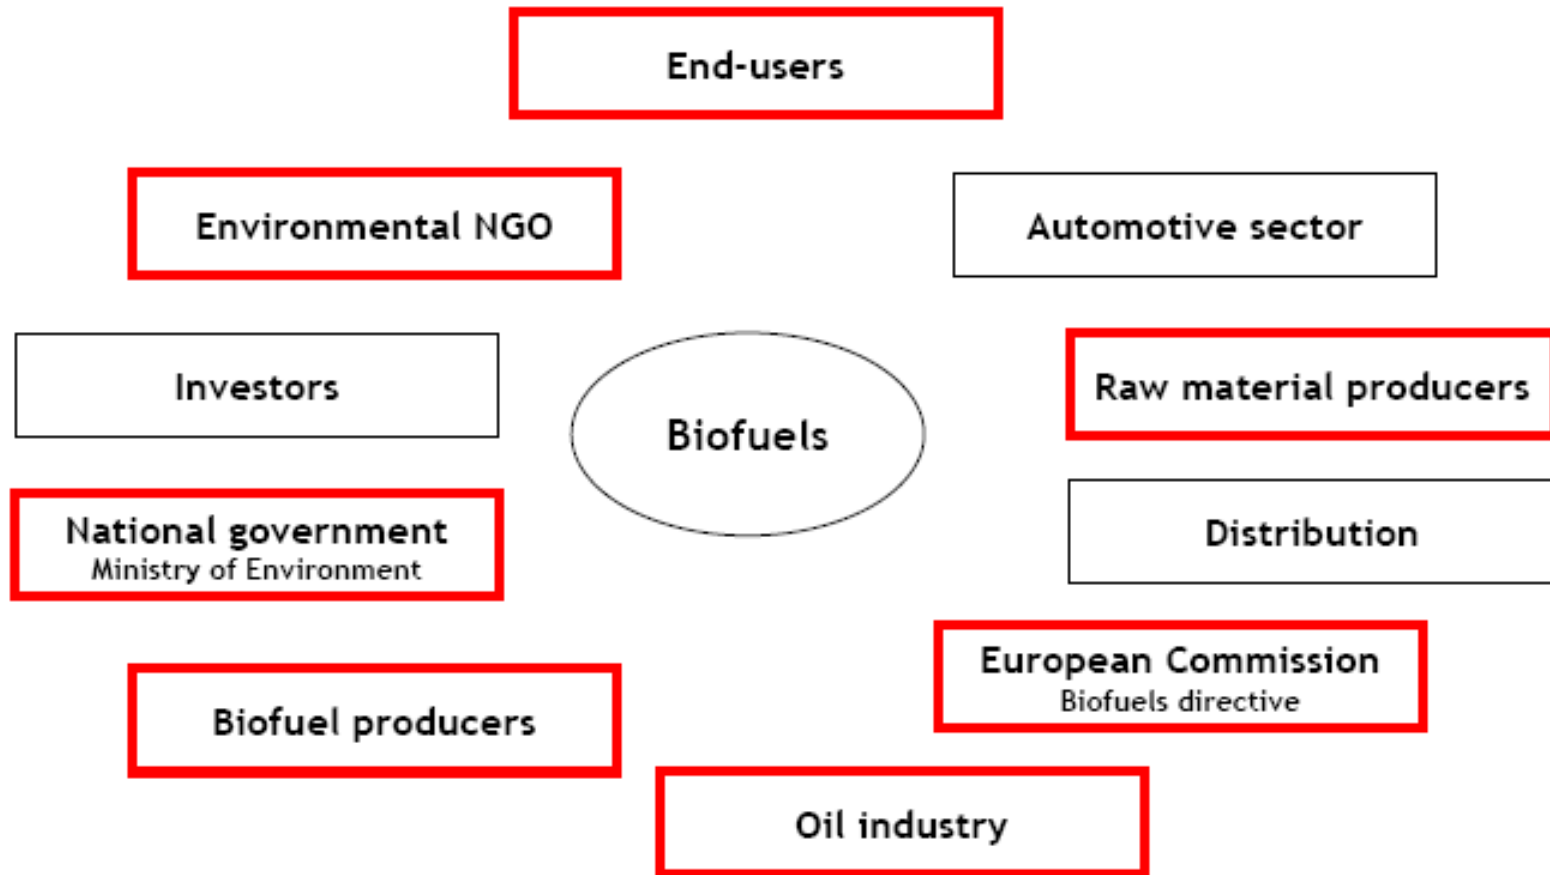 End-users
Environmental NGO
Automotive sector
Investors
Raw material producers
Biofuels
National government
Ministry of Environment
Distribution
European Commission
Biofuels directive
Biofuel producers
Oil industry